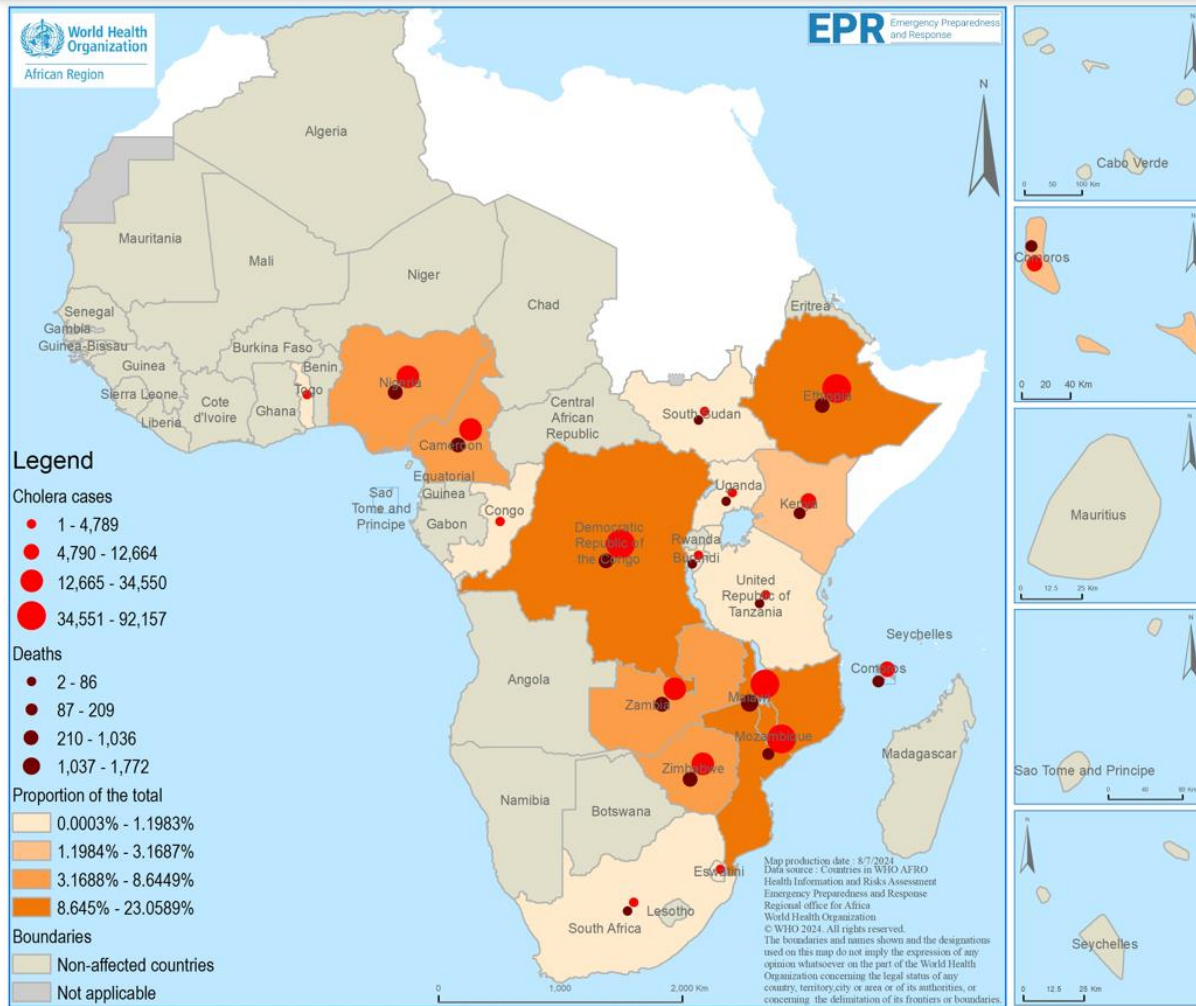 World Health
Organization
African Region
EPR
Emergency Preparedness
and Response
N
Algeria
Mauritania
Mali
Niger
Chad
Eritrea
Senegal
Gambia
Guinea-Bissau
Guinea
Sierra Leone
Liberia
Cote
d'Ivoire
Burkina Faso
Ghana
Togo
Benin
Nigeria
Cameroon
Central
African
Republic
South Sudan
Ethiopia
Equatorial
Guinea
Sao
Tome and
Principe
Gabon
Congo
Democratic
Republic of
the Congo
Uganda
Kenya
Rwanda
Burundi
United
Republic of
Tanzania
Seychelles
Comoros
Angola
Zambia
Malawi
Mozambique
Zimbabwe
Madagascar
Namibia
Botswana
Eswatini
South Africa
Lesotho
Legend
Cholera cases
1 - 4,789
4,790 - 12,664
12,665 - 34,550
34,551 - 92,157
Deaths
2 - 86
87 - 209
210 - 1,036
1,037 - 1,772
Proportion of the total
0.0003% - 1.1983%
1.1984% - 3.1687%
3.1688% - 8.6449%
8.645% - 23.0589%
Boundaries
Non-affected countries
Not applicable
0 1,000 2,000 Km
Map production date : 8/7/2024
Data source : Countries in WHO AFRO
Health Information and Risks Assessment
Emergency Preparedness and Response
Regional office for Africa
World Health Organization
© WHO 2024. All rights reserved.
The boundaries and names shown and the designations
used on this map do not imply the expression of any
opinion whatsoever on the part of the World Health
Organization concerning the legal status of any
country, territory,city or area or of its authorities, or
concerning the delimitation of its frontiers or boundaries.
N
Cabo Verde
0 50 100 Km
N
Comoros
0 20 40 Km
N
Mauritius
0 12.5 25 Km
N
Sao Tome and Principe
0 40 80 Km
N
Seychelles
0 12.5 25 Km